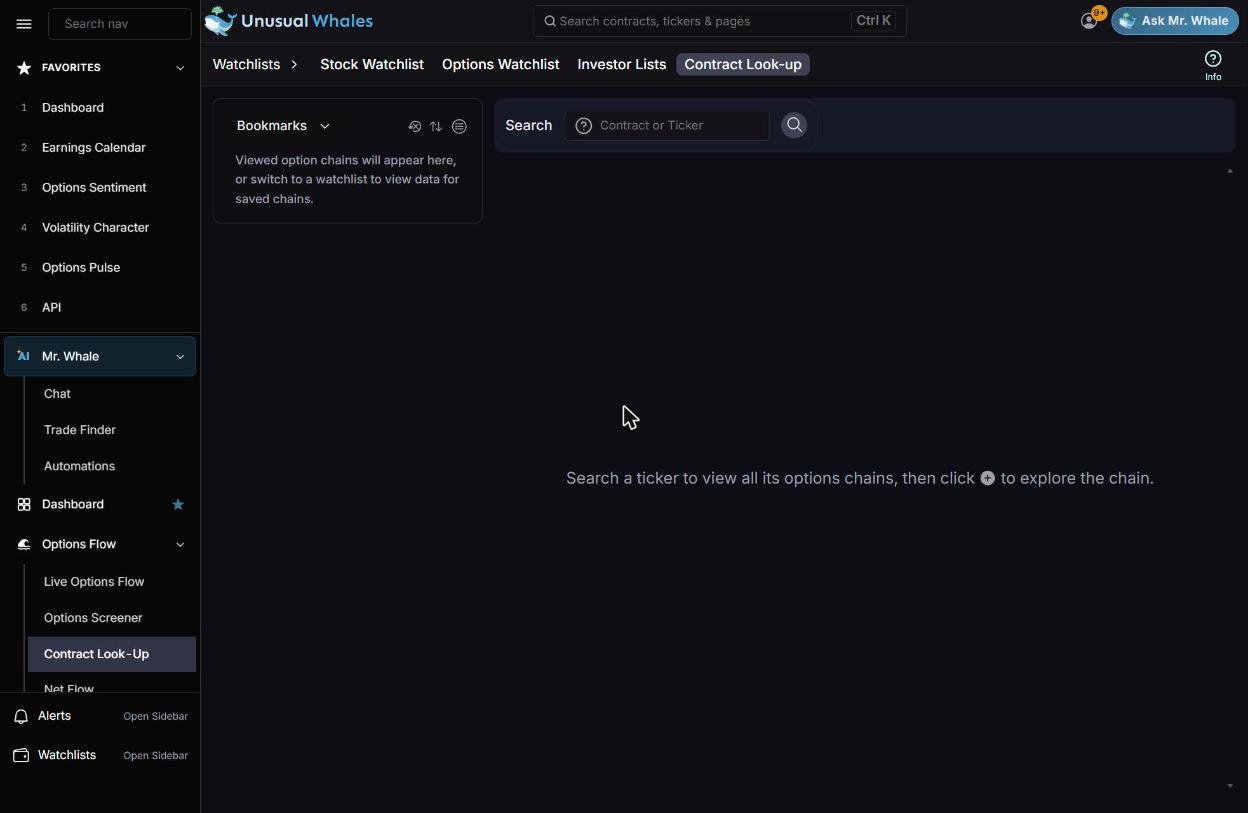 Search nav
Unusual Whales
Search contracts, tickers & pages
Ctrl K
9+
Ask Mr. Whale
FAVORITES
1 Dashboard
2 Earnings Calendar
3 Options Sentiment
4 Volatility Character
5 Options Pulse
6 API
AI Mr. Whale
Chat
Trade Finder
Automations
Dashboard
Options Flow
Live Options Flow
Options Screener
Contract Look-Up
Net Flow
Alerts Open Sidebar
Watchlists Open Sidebar
Watchlists > Stock Watchlist Options Watchlist Investor Lists Contract Look-up
Info
Bookmarks
Viewed option chains will appear here,
or switch to a watchlist to view data for
saved chains.
Search Contract or Ticker
Search a ticker to view all its options chains, then click + to explore the chain.